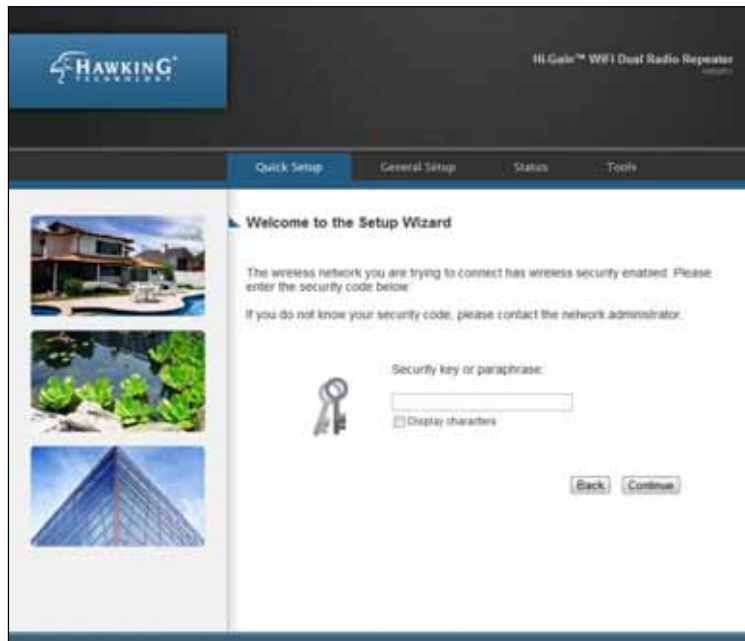 HAWKING
TECHNOLOGY
Hi-Gain™ WiFi Dual Radio Repeater
Quick Setup
General Setup
Status
Tools
Welcome to the Setup Wizard
The wireless network you are trying to connect has wireless security enabled. Please
enter the security code below
If you do not know your security code, please contact the network administrator.
Security key or paraphrase:
Display characters
Back
Continue